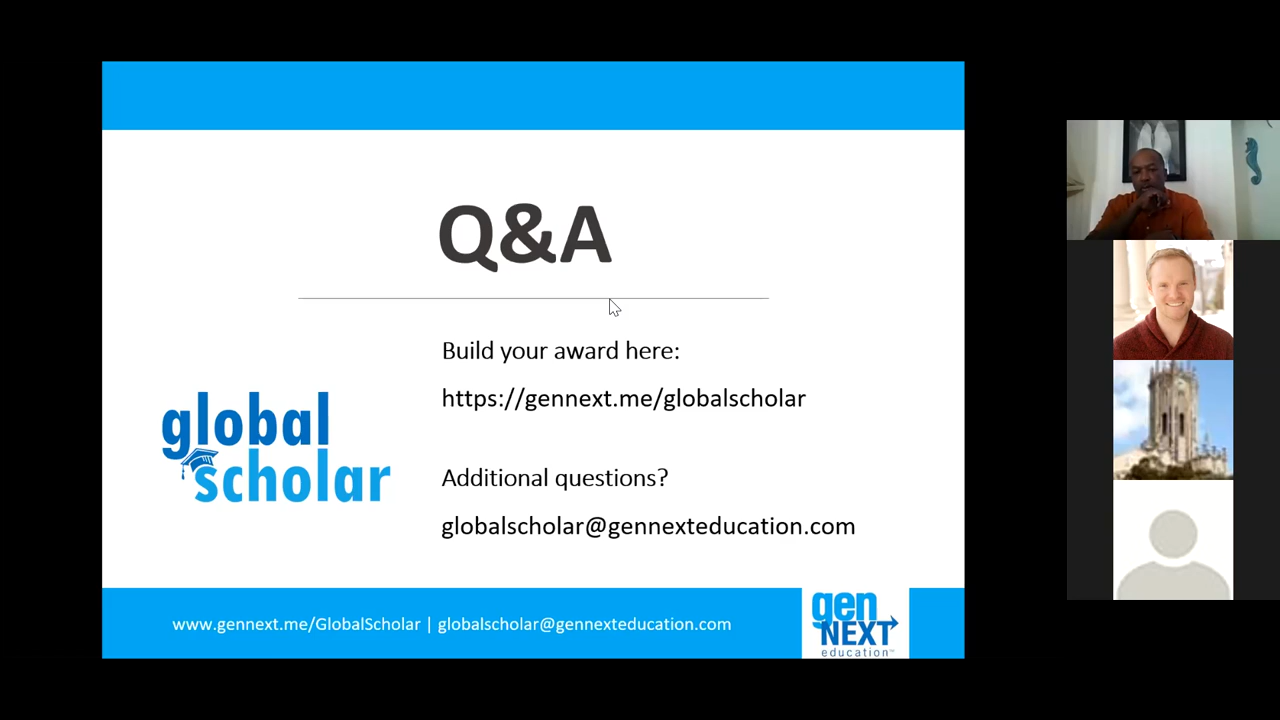 Q&A
Build your award here:
https://gennext.me/globalscholar
global
scholar
Additional questions?
globalscholar@gennexteducation.com
www.gennext.me/GlobalScholar | globalscholar@gennexteducation.com
gen
NEXT
education™